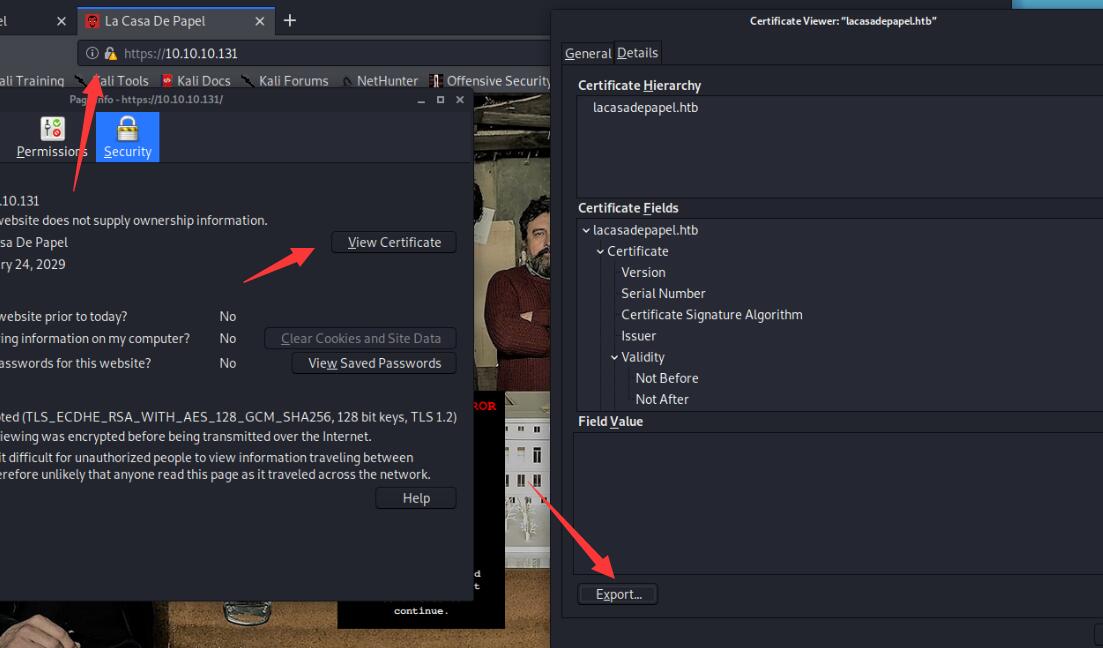 el
La Casa De Papel
https://10.10.10.131
ali Training
Kali Tools
Kali Docs
Kali Forums
NetHunter
Offensive Security
Page Info - https://10.10.10.131/
Permissions
Security
.10.131
website does not supply ownership information.
sa De Papel
View Certificate
ry 24, 2029
website prior to today?
No
ing information on my computer?
No
Clear Cookies and Site Data
asswords for this website?
No
View Saved Passwords
pted (TLS_ECDHE_RSA_WITH_AES_128_GCM_SHA256, 128 bit keys, TLS 1.2)
iewing was encrypted before being transmitted over the Internet.
it difficult for unauthorized people to view information traveling between
erefore unlikely that anyone read this page as it traveled across the network.
Help
ROR
d
t
continue.
Certificate Viewer: "lacasadepapel.htb"
General
Details
Certificate Hierarchy
lacasadepapel.htb
Certificate Fields
lacasadepapel.htb
Certificate
Version
Serial Number
Certificate Signature Algorithm
Issuer
Validity
Not Before
Not After
Field Value
Export...